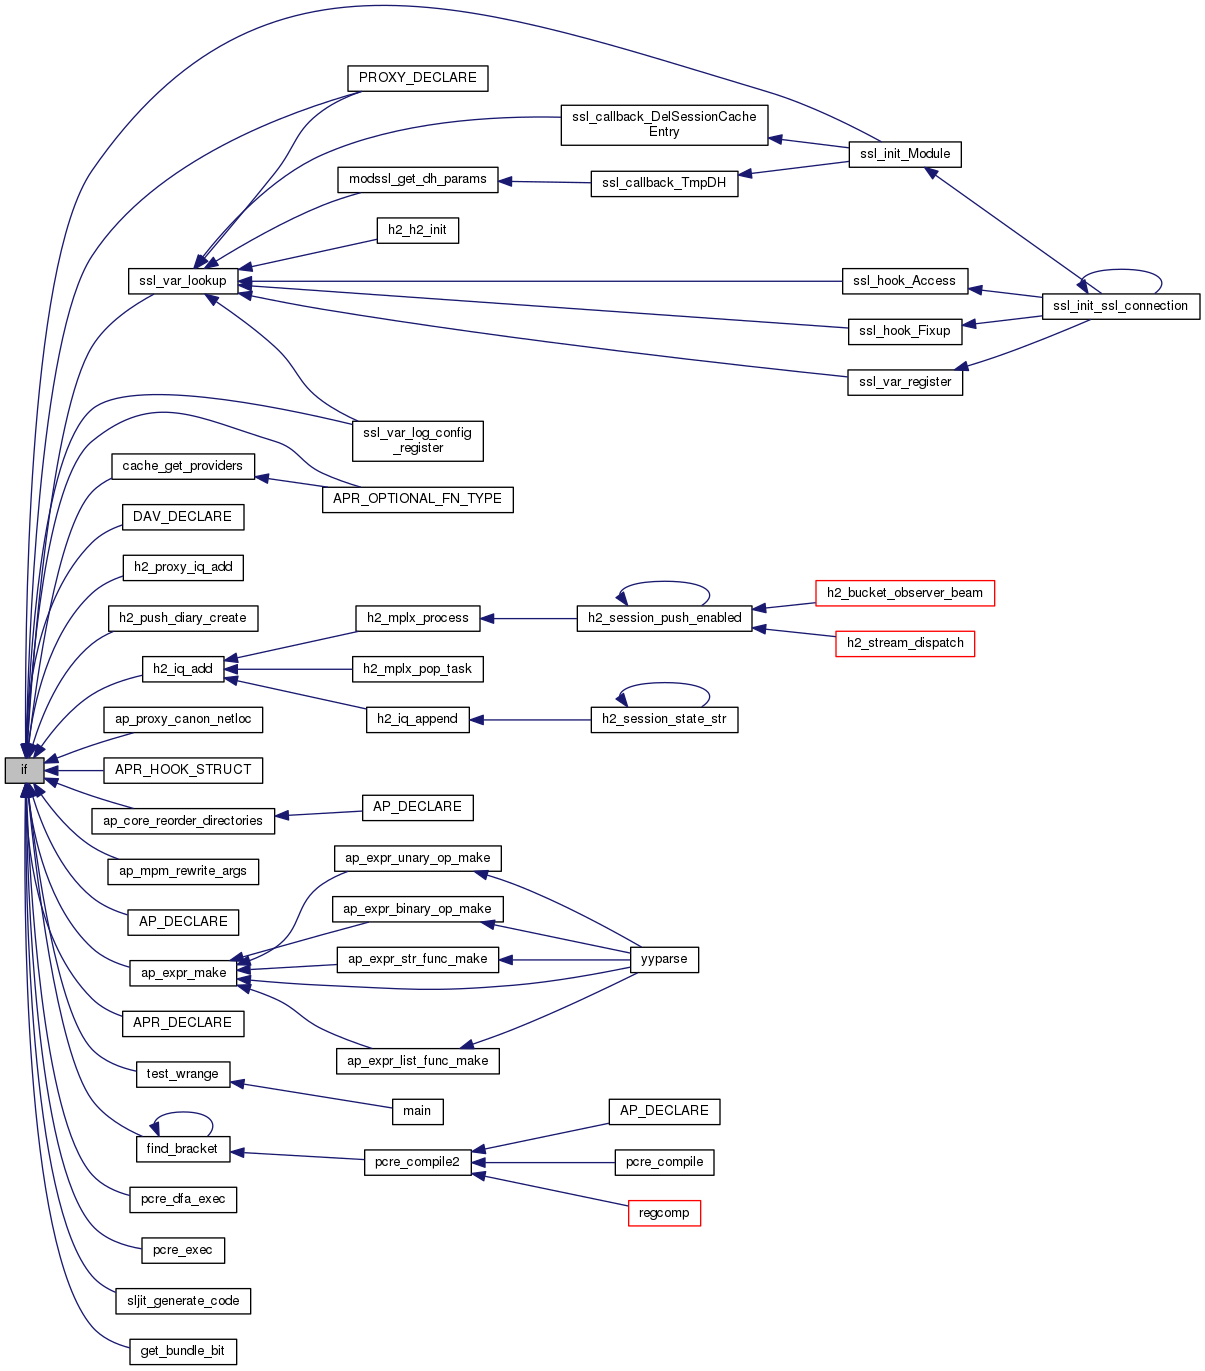 PROXY_DECLARE
ssl_callback_DelSessionCache
Entry
ssl_init_Module
modssl_get_dh_params
ssl_callback_TmpDH
h2_h2_init
ssl_var_lookup
ssl_hook_Access
ssl_init_ssl_connection
ssl_hook_Fixup
ssl_var_register
ssl_var_log_config
_register
cache_get_providers
APR_OPTIONAL_FN_TYPE
DAV_DECLARE
h2_proxy_iq_add
h2_bucket_observer_beam
h2_push_diary_create
h2_mplx_process
h2_session_push_enabled
h2_stream_dispatch
h2_iq_add
h2_mplx_pop_task
ap_proxy_canon_netloc
h2_iq_append
h2_session_state_str
if
APR_HOOK_STRUCT
ap_core_reorder_directories
AP_DECLARE
ap_mpm_rewrite_args
ap_expr_unary_op_make
AP_DECLARE
ap_expr_binary_op_make
ap_expr_make
ap_expr_str_func_make
yyparse
APR_DECLARE
ap_expr_list_func_make
test_wrange
main
AP_DECLARE
find_bracket
pcre_compile2
pcre_compile
pcre_dfa_exec
regcomp
pcre_exec
sljit_generate_code
get_bundle_bit